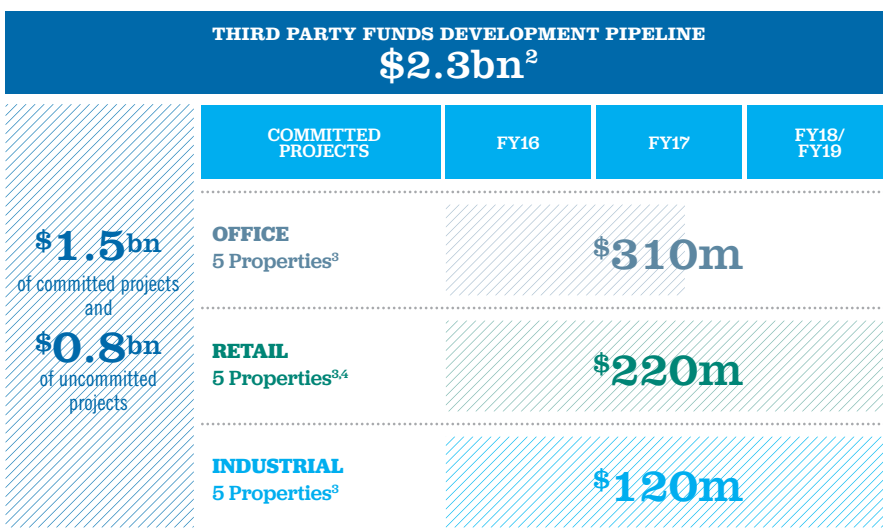 THIRD PARTY FUNDS DEVELOPMENT PIPELINE
$2.3bn²
COMMITTED
PROJECTS
FY16
FY17
FY18/
FY19
$1.5bn
of committed projects
and
$0.8bn
of uncommitted
projects
OFFICE
5 Properties³
$310m
RETAIL
5 Properties³,⁴
$220m
INDUSTRIAL
5 Properties³
$120m